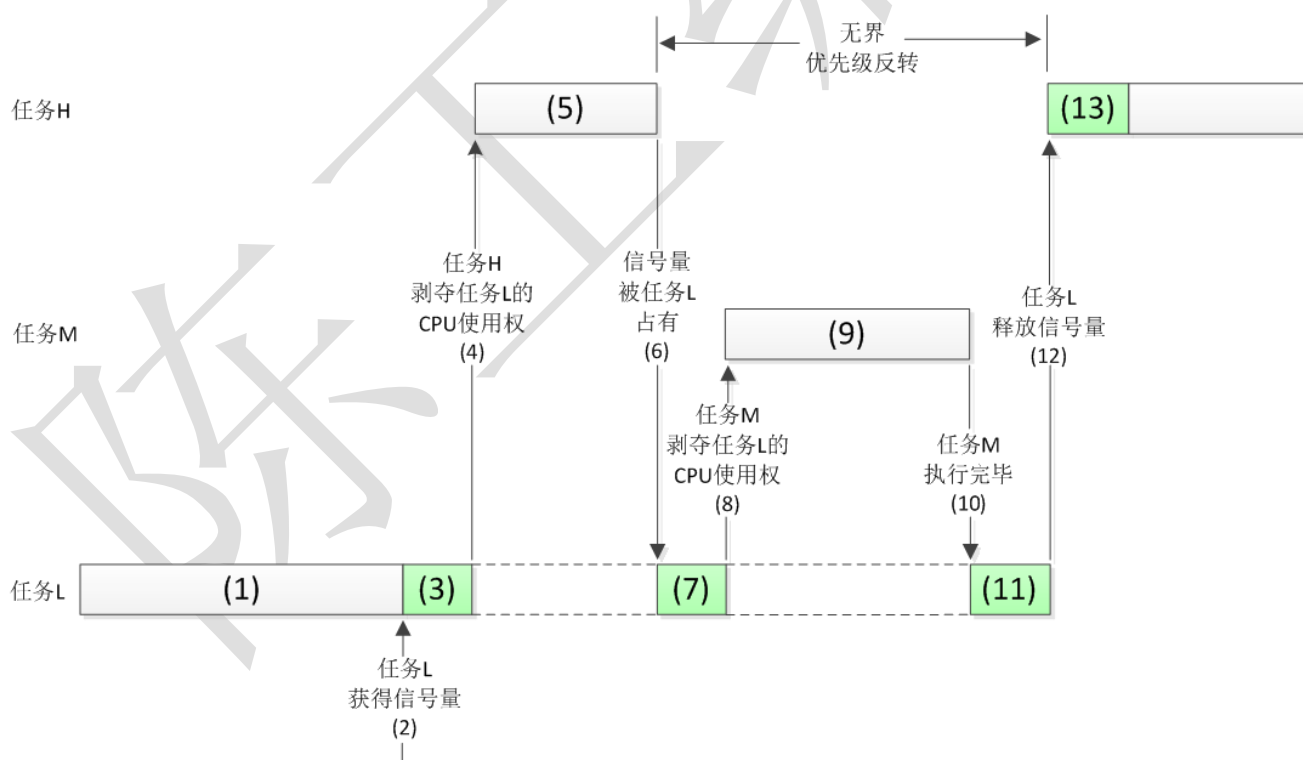 无界
优先级反转
任务H
(5)
(13)
任务H
剥夺任务L的
CPU使用权
(4)
信号量
被任务L
占有
(6)
任务L
释放信号量
(12)
任务M
(9)
任务M
剥夺任务L的
CPU使用权
(8)
任务M
执行完毕
(10)
任务L
(1)
(3)
(7)
(11)
任务L
获得信号量
(2)